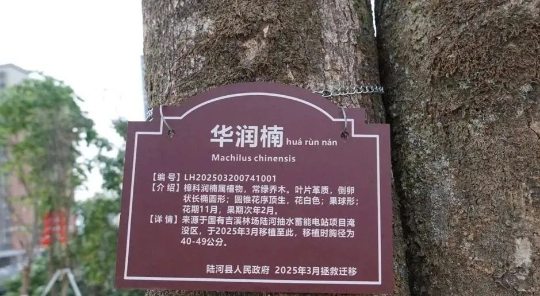 华润楠 huá rùn nán
Machilus chinensis
【编号】LH202503200741001
【介绍】樟科润楠属植物，常绿乔木。叶片革质，倒卵
状长椭圆形；圆锥花序顶生，花白色；果球形；
花期11月，果期次年2月。
【详情】来源于国有吉溪林场陆河抽水蓄能电站项目淹
没区，于2025年3月移植至此，移植时胸径为
40-49公分。
陆河县人民政府 2025年3月拯救迁移